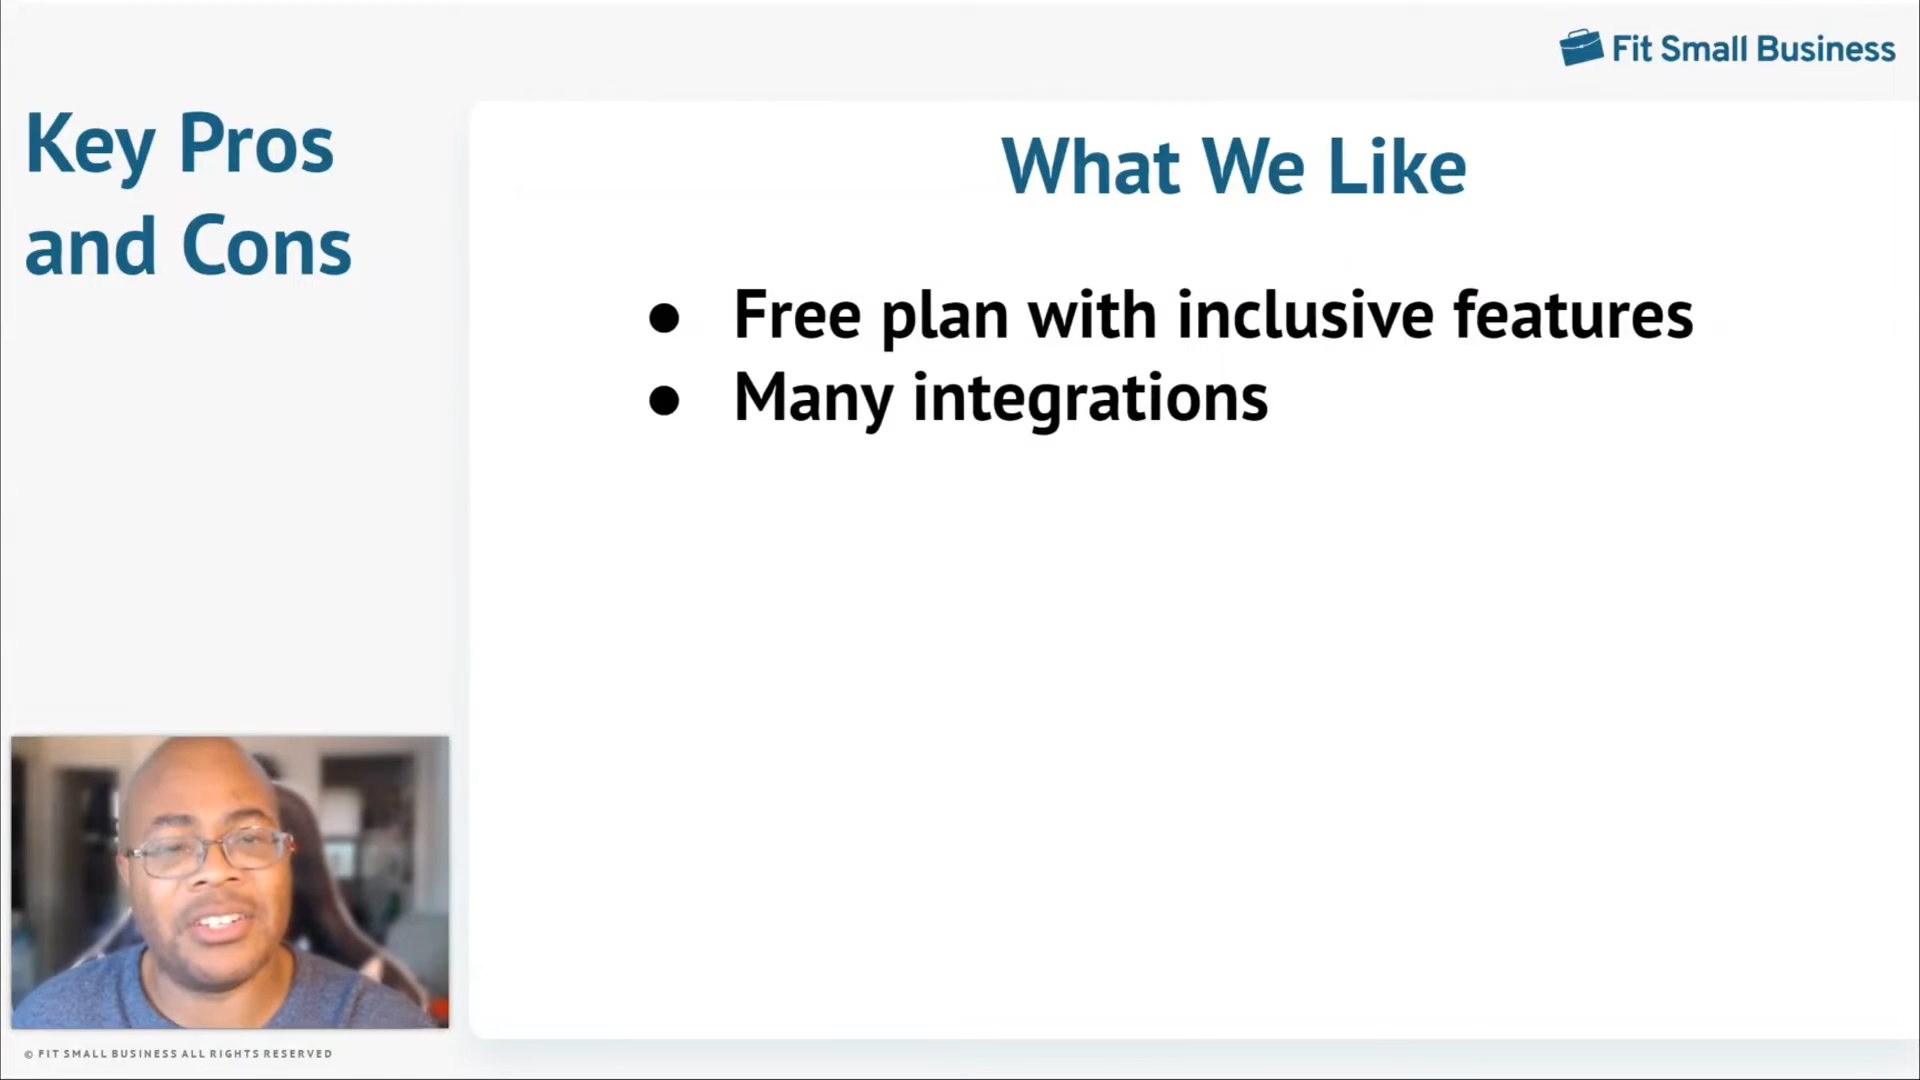 Fit Small Business
Key Pros
and Cons
What We Like
● Free plan with inclusive features
● Many integrations
© FIT SMALL BUSINESS ALL RIGHTS RESERVED